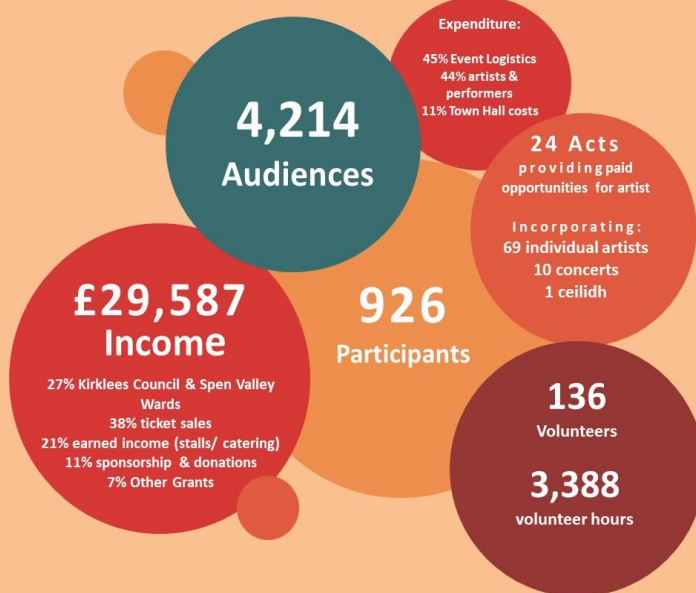 Expenditure:
45% Event Logistics
44% artists &
performers
11% Town Hall costs
4,214
Audiences
24 Acts
providing paid
opportunities for artist
Incorporating:
69 individual artists
10 concerts
1 ceilidh
£29,587
Income
27% Kirklees Council & Spen Valley
Wards
38% ticket sales
21% earned income (stalls/ catering)
11% sponsorship & donations
7% Other Grants
926
Participants
136
Volunteers
3,388
volunteer hours